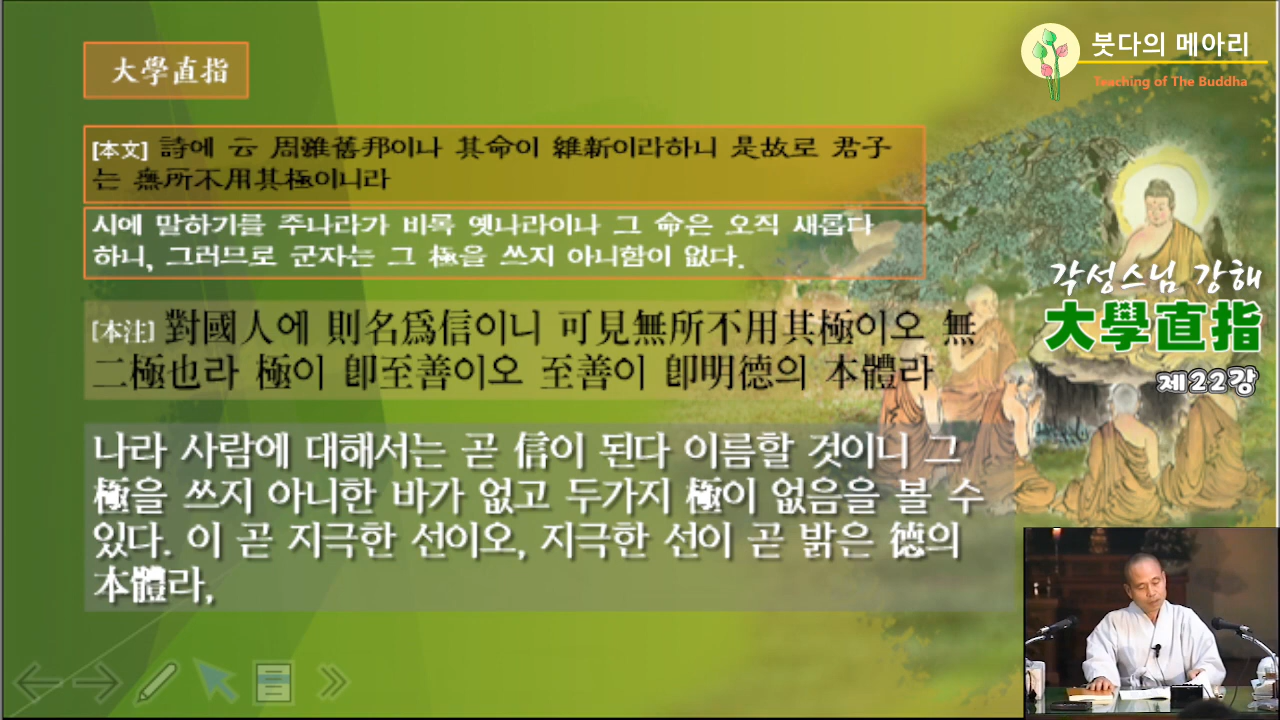 大學直指
[本文] 詩에 云 周雖舊邦이나 其命이 維新이라하니 是故로 君子
는 無所不用其極이니라
시에 말하기를 주나라가 비록 옛나라이나 그 命은 오직 새롭다
하니, 그러므로 군자는 그 極을 쓰지 아니함이 없다.
[本注] 對國人에 則名爲信이니 可見無所不用其極이오 無
二極也라 極이 卽至善이오 至善이 卽明德의 本體라
나라 사람에 대해서는 곧 信이 된다 이름할 것이니 그
極을 쓰지 아니한 바가 없고 두가지 極이 없음을 볼 수
있다. 이 곧 지극한 선이오, 지극한 선이 곧 밝은 德의
本體라,
붓다의 메아리
Teaching of The Buddha
각성스님 강해
大學直指
제22강